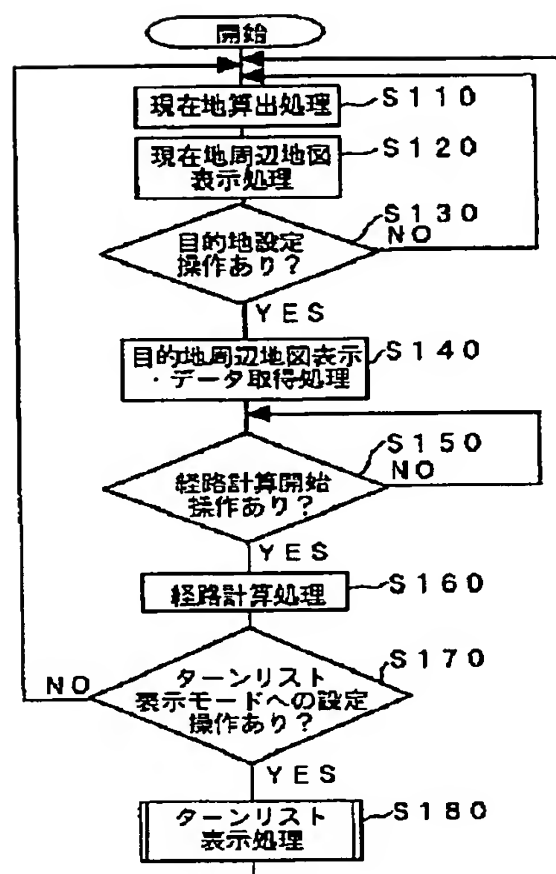 開始
現在地算出処理
S110
現在地周辺地図
表示処理
S120
目的地設定
操作あり？
S130
NO
YES
目的地周辺地図表示
・データ取得処理
S140
経路計算開始
操作あり？
S150
NO
YES
経路計算処理
S160
ターンリスト
表示モードへの設定
操作あり？
S170
NO
YES
ターンリスト
表示処理
S180